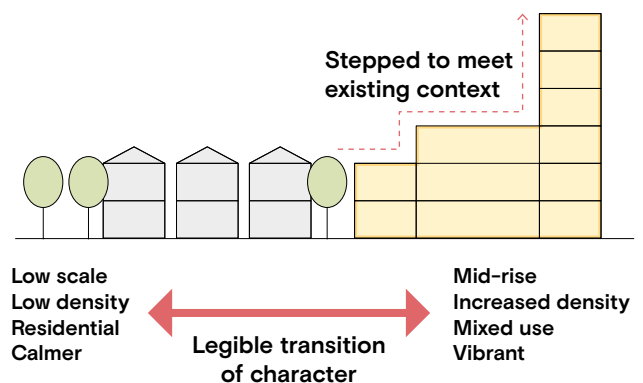 Stepped to meet
existing context
Low scale
Low density
Residential
Calmer
Legible transition
of character
Mid-rise
Increased density
Mixed use
Vibrant